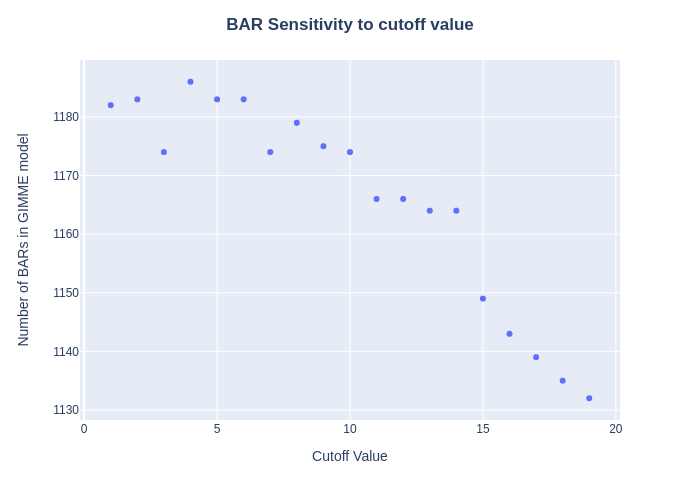 BAR Sensitivity to cutoff value
Number of BARs in GIMME model
1180
1170
1160
1150
1140
1130
0 5 10 15 20
Cutoff Value